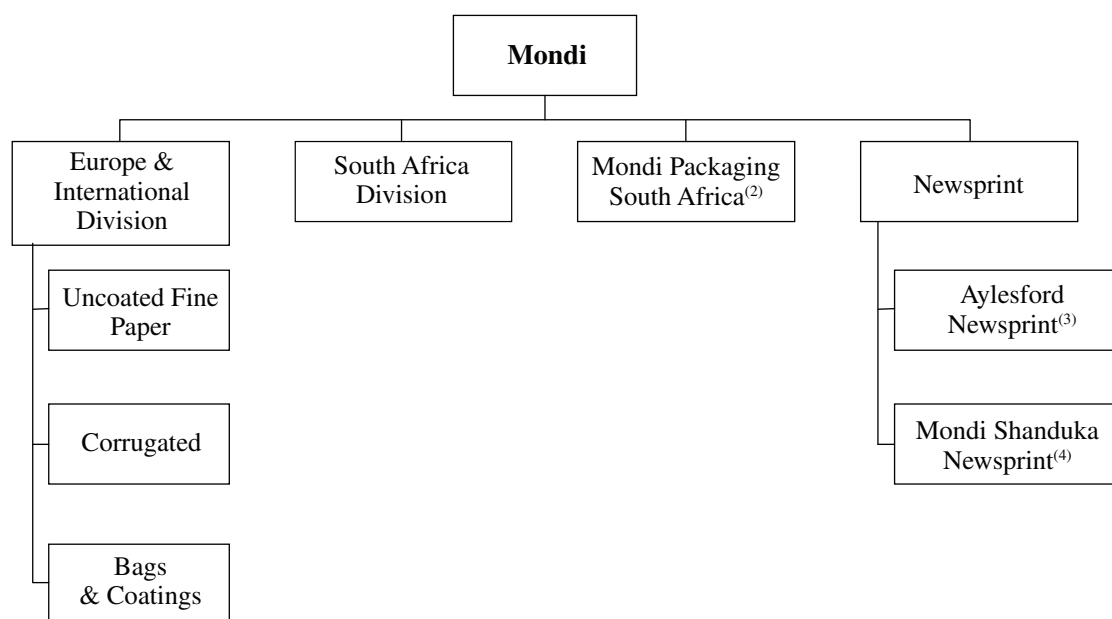 Mondi
Europe &
International
Division
South Africa
Division
Mondi Packaging
South Africa(2)
Newsprint
Uncoated Fine
Paper
Corrugated
Bags
& Coatings
Aylesford
Newsprint(3)
Mondi Shanduka
Newsprint(4)